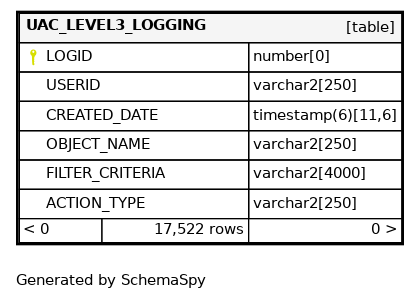 UAC_LEVEL3_LOGGING [table]
LOGID number[0]
USERID varchar2[250]
CREATED_DATE timestamp(6)[11,6]
OBJECT_NAME varchar2[250]
FILTER_CRITERIA varchar2[4000]
ACTION_TYPE varchar2[250]
< 0 17,522 rows 0 >
Generated by SchemaSpy